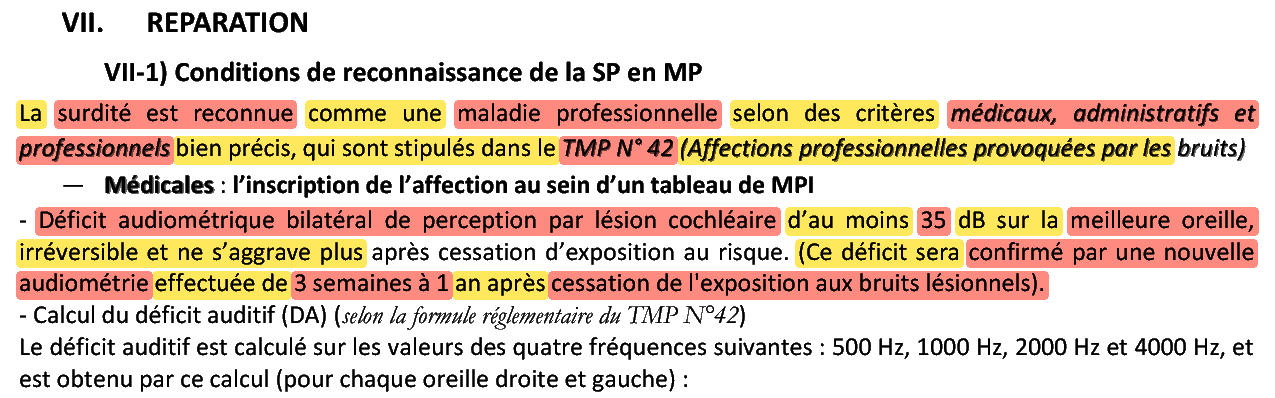 VII. REPARATION
VII-1) Conditions de reconnaissance de la SP en MP
La surdité est reconnue comme une maladie professionnelle selon des critères médicaux, administratifs et
professionnels bien précis, qui sont stipulés dans le TMP N° 42 (Affections professionnelles provoquées par les bruits)
— Médicales : l’inscription de l’affection au sein d’un tableau de MPI
- Déficit audiométrique bilatéral de perception par lésion cochléaire d’au moins 35 dB sur la meilleure oreille,
irréversible et ne s’aggrave plus après cessation d’exposition au risque. (Ce déficit sera confirmé par une nouvelle
audiométrie effectuée de 3 semaines à 1 an après cessation de l'exposition aux bruits lésionnels).
- Calcul du déficit auditif (DA) (selon la formule réglementaire du TMP N°42)
Le déficit auditif est calculé sur les valeurs des quatre fréquences suivantes : 500 Hz, 1000 Hz, 2000 Hz et 4000 Hz, et
est obtenu par ce calcul (pour chaque oreille droite et gauche) :